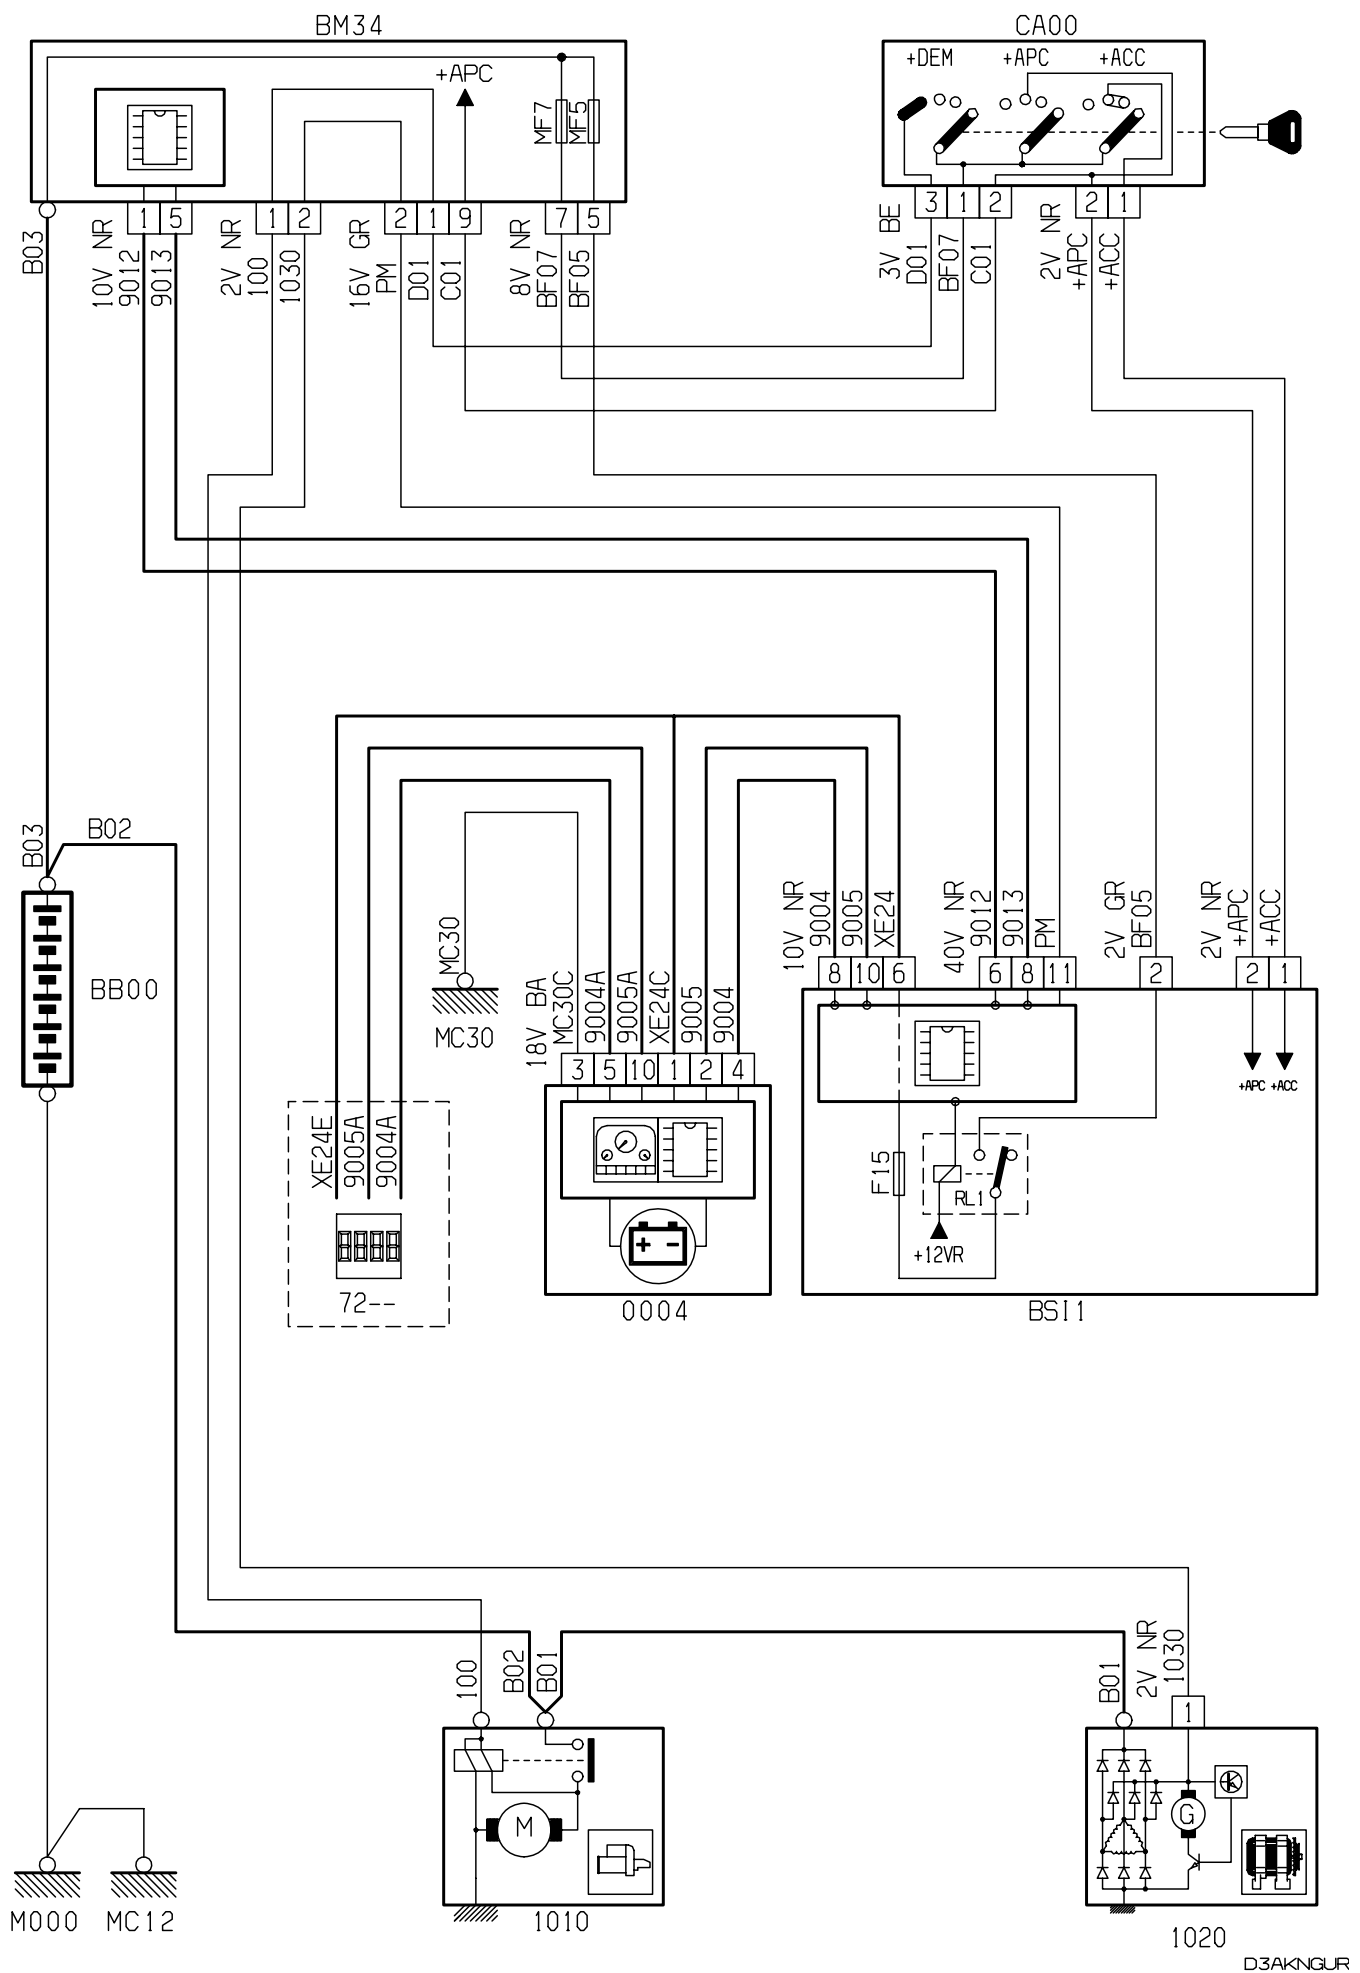 BM34
CA00
+APC
MF7
MF5
+DEM
+APC
+ACC
B03
10V NR
1
5
9012
9013
2V NR
1
2
100
1030
16V GR
2
1
9
PM
D01
C01
8V NR
7
5
BF07
BF05
3V BE
3
1
2
D01
BF07
C01
2V NR
2
1
+APC
+ACC
B03
B02
BB00
MC30
MC30
18V BA
MC30C
9004A
9005A
XE24C
9005
9004
3
5
10
1
2
4
0004
+ -
XE24E
9005A
9004A
8888
72--
10V NR
9004
9005
XE24
8
10
6
40V NR
9012
9013
PM
6
8
11
2V GR
BF05
2
2V NR
+APC
+ACC
2
1
+APC
+ACC
F15
RL1
+12VR
BSI1
100
B02
B01
M
1010
B01
2V NR
1030
1
G
1020
M000
MC12
D3AKNGUR